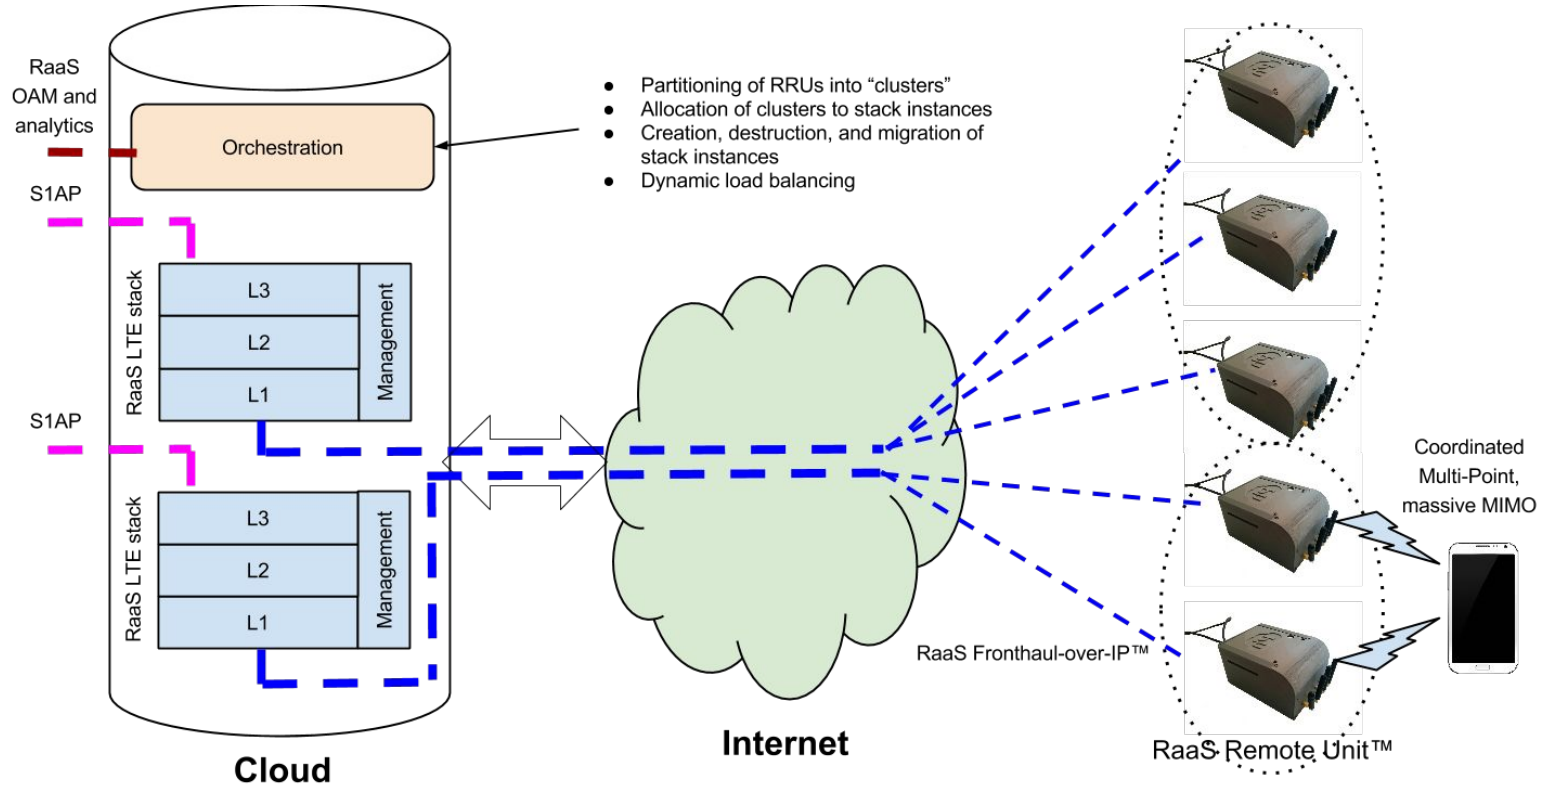 RaaS
OAM and
analytics
Orchestration
● Partitioning of RRUs into “clusters”
● Allocation of clusters to stack instances
● Creation, destruction, and migration of
stack instances
● Dynamic load balancing
S1AP
RaaS LTE stack
L3
L2
L1
Management
S1AP
RaaS LTE stack
L3
L2
L1
Management
Cloud
Internet
RaaS Fronthaul-over-IP™
Coordinated
Multi-Point,
massive MIMO
RaaS Remote Unit™